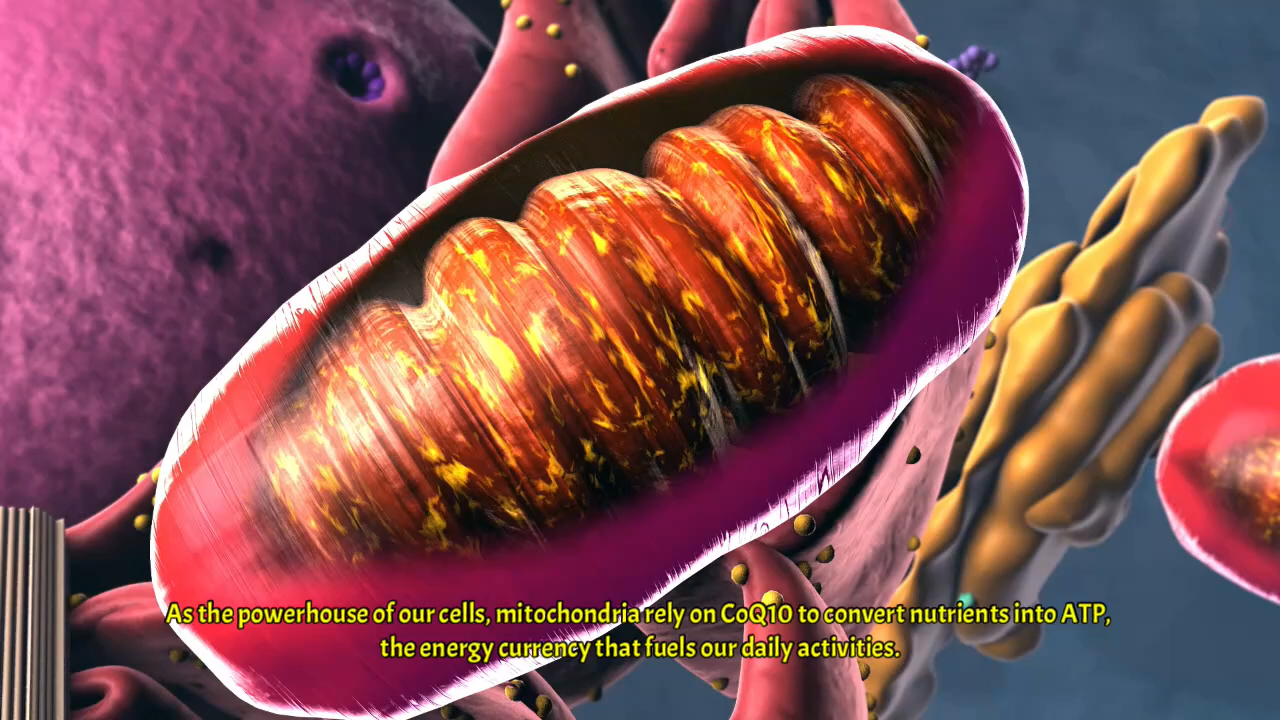 As the powerhouse of our cells, mitochondria rely on CoQ10 to convert nutrients into ATP,
the energy currency that fuels our daily activities.